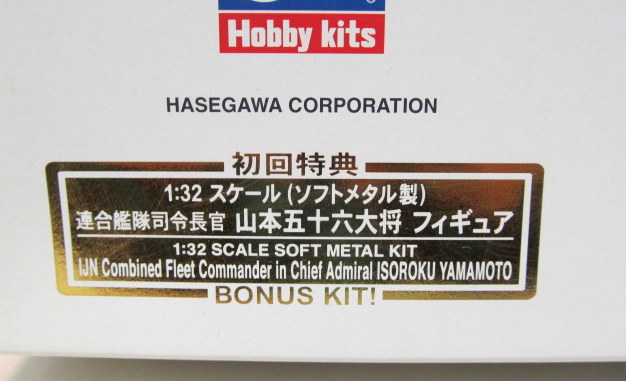 Hobby kits
HASEGAWA CORPORATION
初回特典
1:32 スケール (ソフトメタル製)
連合艦隊司令長官 山本五十六大将 フィギュア
1:32 SCALE SOFT METAL KIT
IJN Combined Fleet Commander in Chief Admiral ISOROKU YAMAMOTO
BONUS KIT!